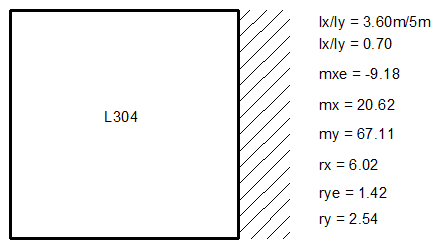 lx/ly = 3.60m/5m
lx/ly = 0.70
mxe = -9.18
L304
mx = 20.62
my = 67.11
rx = 6.02
rye = 1.42
ry = 2.54